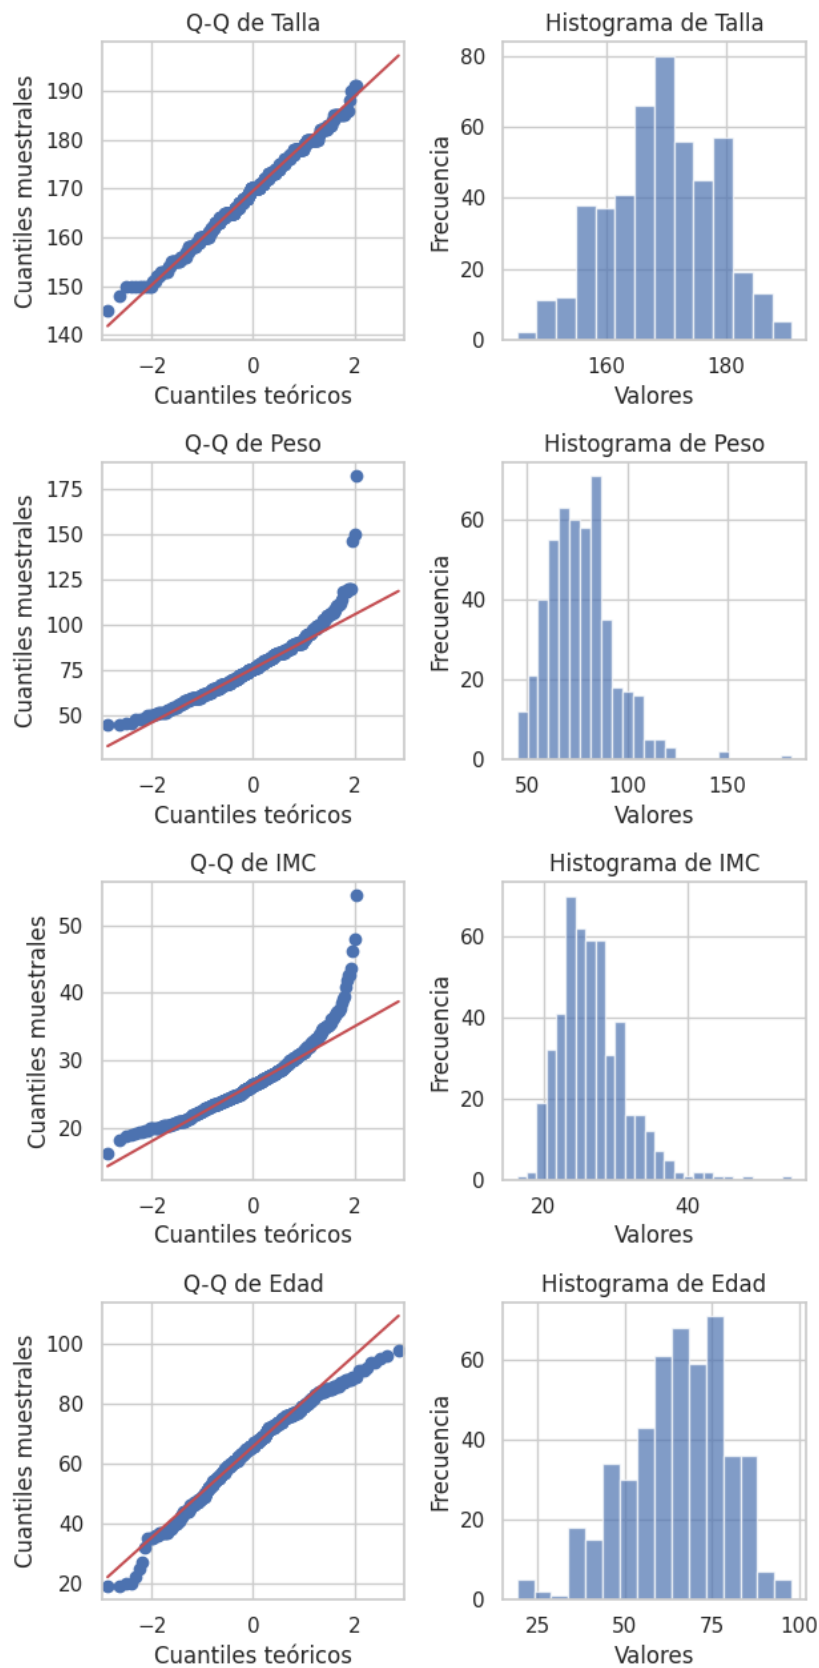 Q-Q de Talla
Histograma de Talla
Cuantiles muestrales
190
180
170
160
150
140
−2 0 2
Cuantiles teóricos
Frecuencia
80
60
40
20
0
160 180
Valores
Q-Q de Peso
Histograma de Peso
Cuantiles muestrales
175
150
125
100
75
50
−2 0 2
Cuantiles teóricos
Frecuencia
60
40
20
0
50 100 150
Valores
Q-Q de IMC
Histograma de IMC
Cuantiles muestrales
50
40
30
20
−2 0 2
Cuantiles teóricos
Frecuencia
60
40
20
0
20 40
Valores
Q-Q de Edad
Histograma de Edad
Cuantiles muestrales
100
80
60
40
20
−2 0 2
Cuantiles teóricos
Frecuencia
60
40
20
0
25 50 75 100
Valores